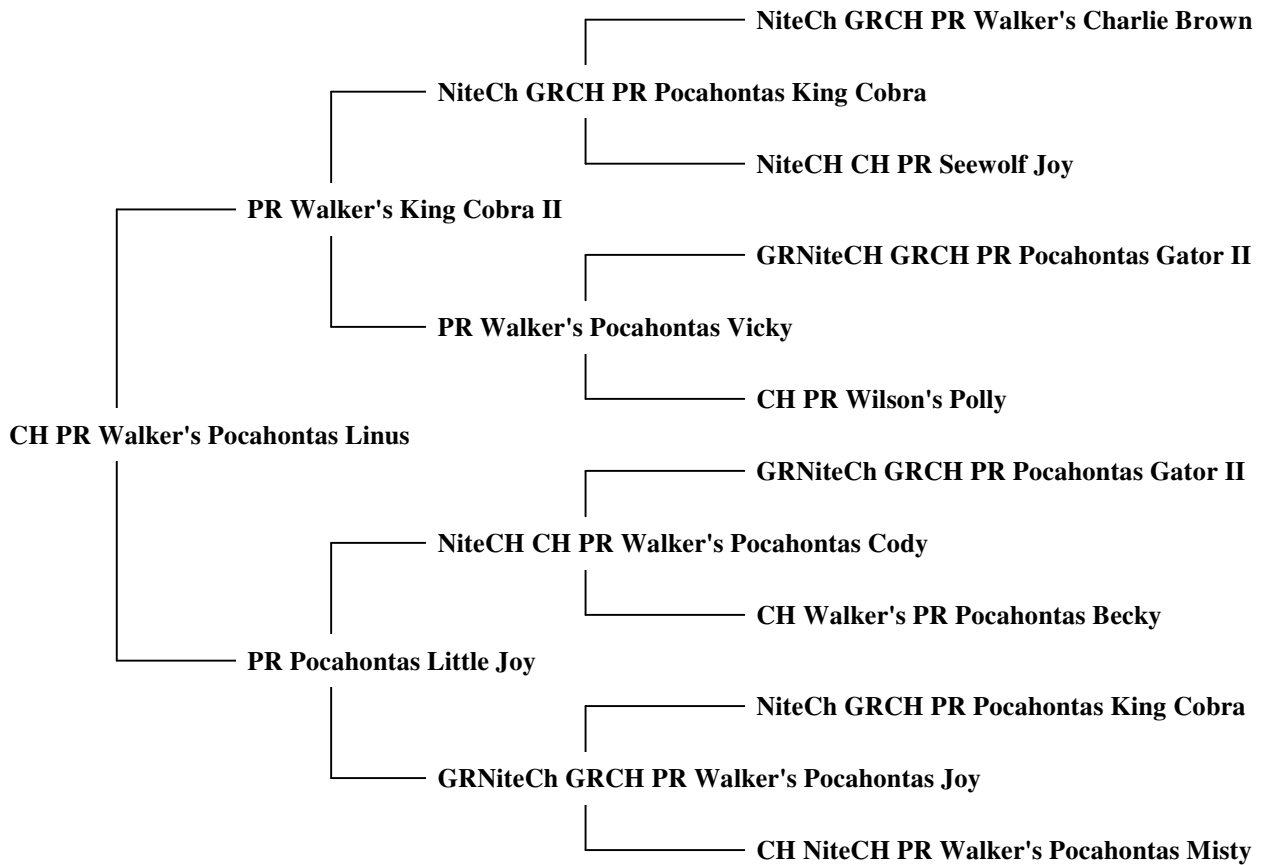 NiteCh GRCH PR Walker's Charlie Brown
NiteCh GRCH PR Pocahontas King Cobra
NiteCH CH PR Seewolf Joy
PR Walker's King Cobra II
GRNiteCH GRCH PR Pocahontas Gator II
PR Walker's Pocahontas Vicky
CH PR Wilson's Polly
CH PR Walker's Pocahontas Linus
GRNiteCh GRCH PR Pocahontas Gator II
NiteCH CH PR Walker's Pocahontas Cody
CH Walker's PR Pocahontas Becky
PR Pocahontas Little Joy
NiteCh GRCH PR Pocahontas King Cobra
GRNiteCh GRCH PR Walker's Pocahontas Joy
CH NiteCH PR Walker's Pocahontas Misty